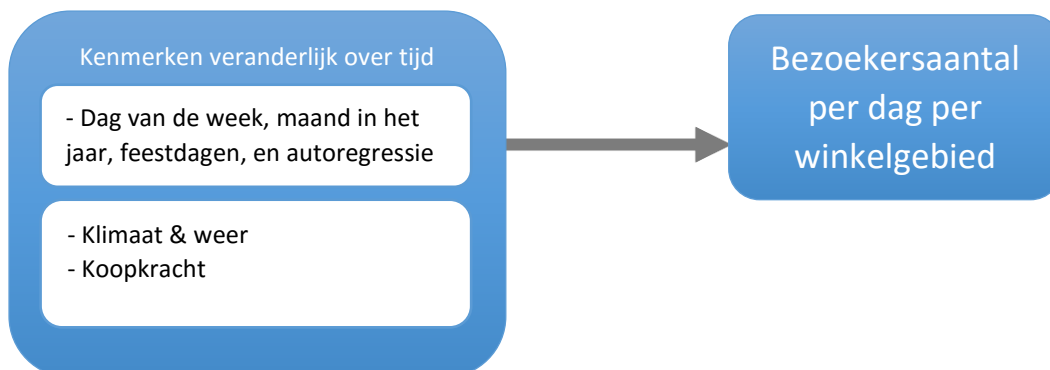 Kenmerken veranderlijk over tijd
- Dag van de week, maand in het
jaar, feestdagen, en autoregressie
- Klimaat & weer
- Koopkracht
Bezoekersaantal
per dag per
winkelgebied